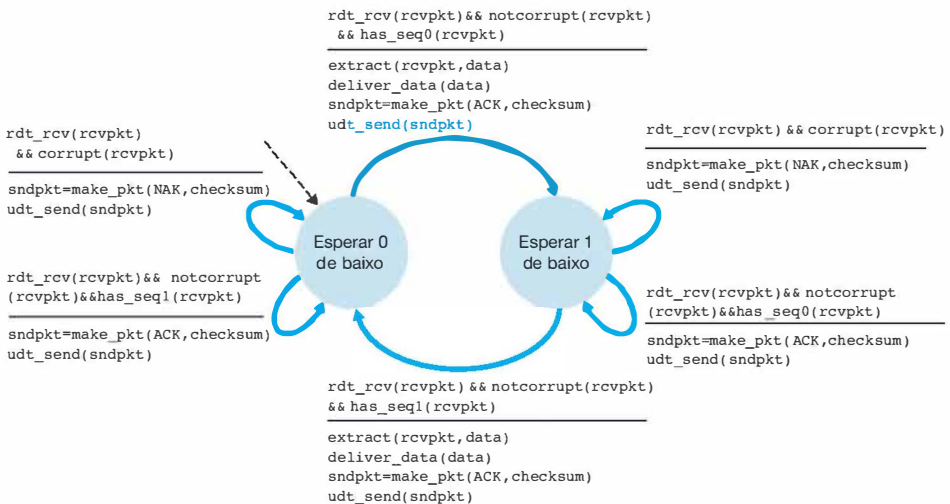 rdt_rcv(rcvpkt)&& notcorrupt(rcvpkt)
&& has_seq0(rcvpkt)
extract(rcvpkt,data)
deliver_data(data)
sndpkt=make_pkt(ACK,checksum)
udt_send(sndpkt)
rdt_rcv(rcvpkt)
&& corrupt(rcvpkt)
sndpkt=make_pkt(NAK,checksum)
udt_send(sndpkt)
rdt_rcv(rcvpkt) && corrupt(rcvpkt)
sndpkt=make_pkt(NAK,checksum)
udt_send(sndpkt)
Esperar 0
de baixo
Esperar 1
de baixo
rdt_rcv(rcvpkt)&& notcorrupt
(rcvpkt)&&has_seq1(rcvpkt)
sndpkt=make_pkt(ACK,checksum)
udt_send(sndpkt)
rdt_rcv(rcvpkt)&& notcorrupt
(rcvpkt)&&has_seq0(rcvpkt)
sndpkt=make_pkt(ACK,checksum)
udt_send(sndpkt)
rdt_rcv(rcvpkt) && notcorrupt(rcvpkt)
&& has_seq1(rcvpkt)
extract(rcvpkt,data)
deliver_data(data)
sndpkt=make_pkt(ACK,checksum)
udt_send(sndpkt)